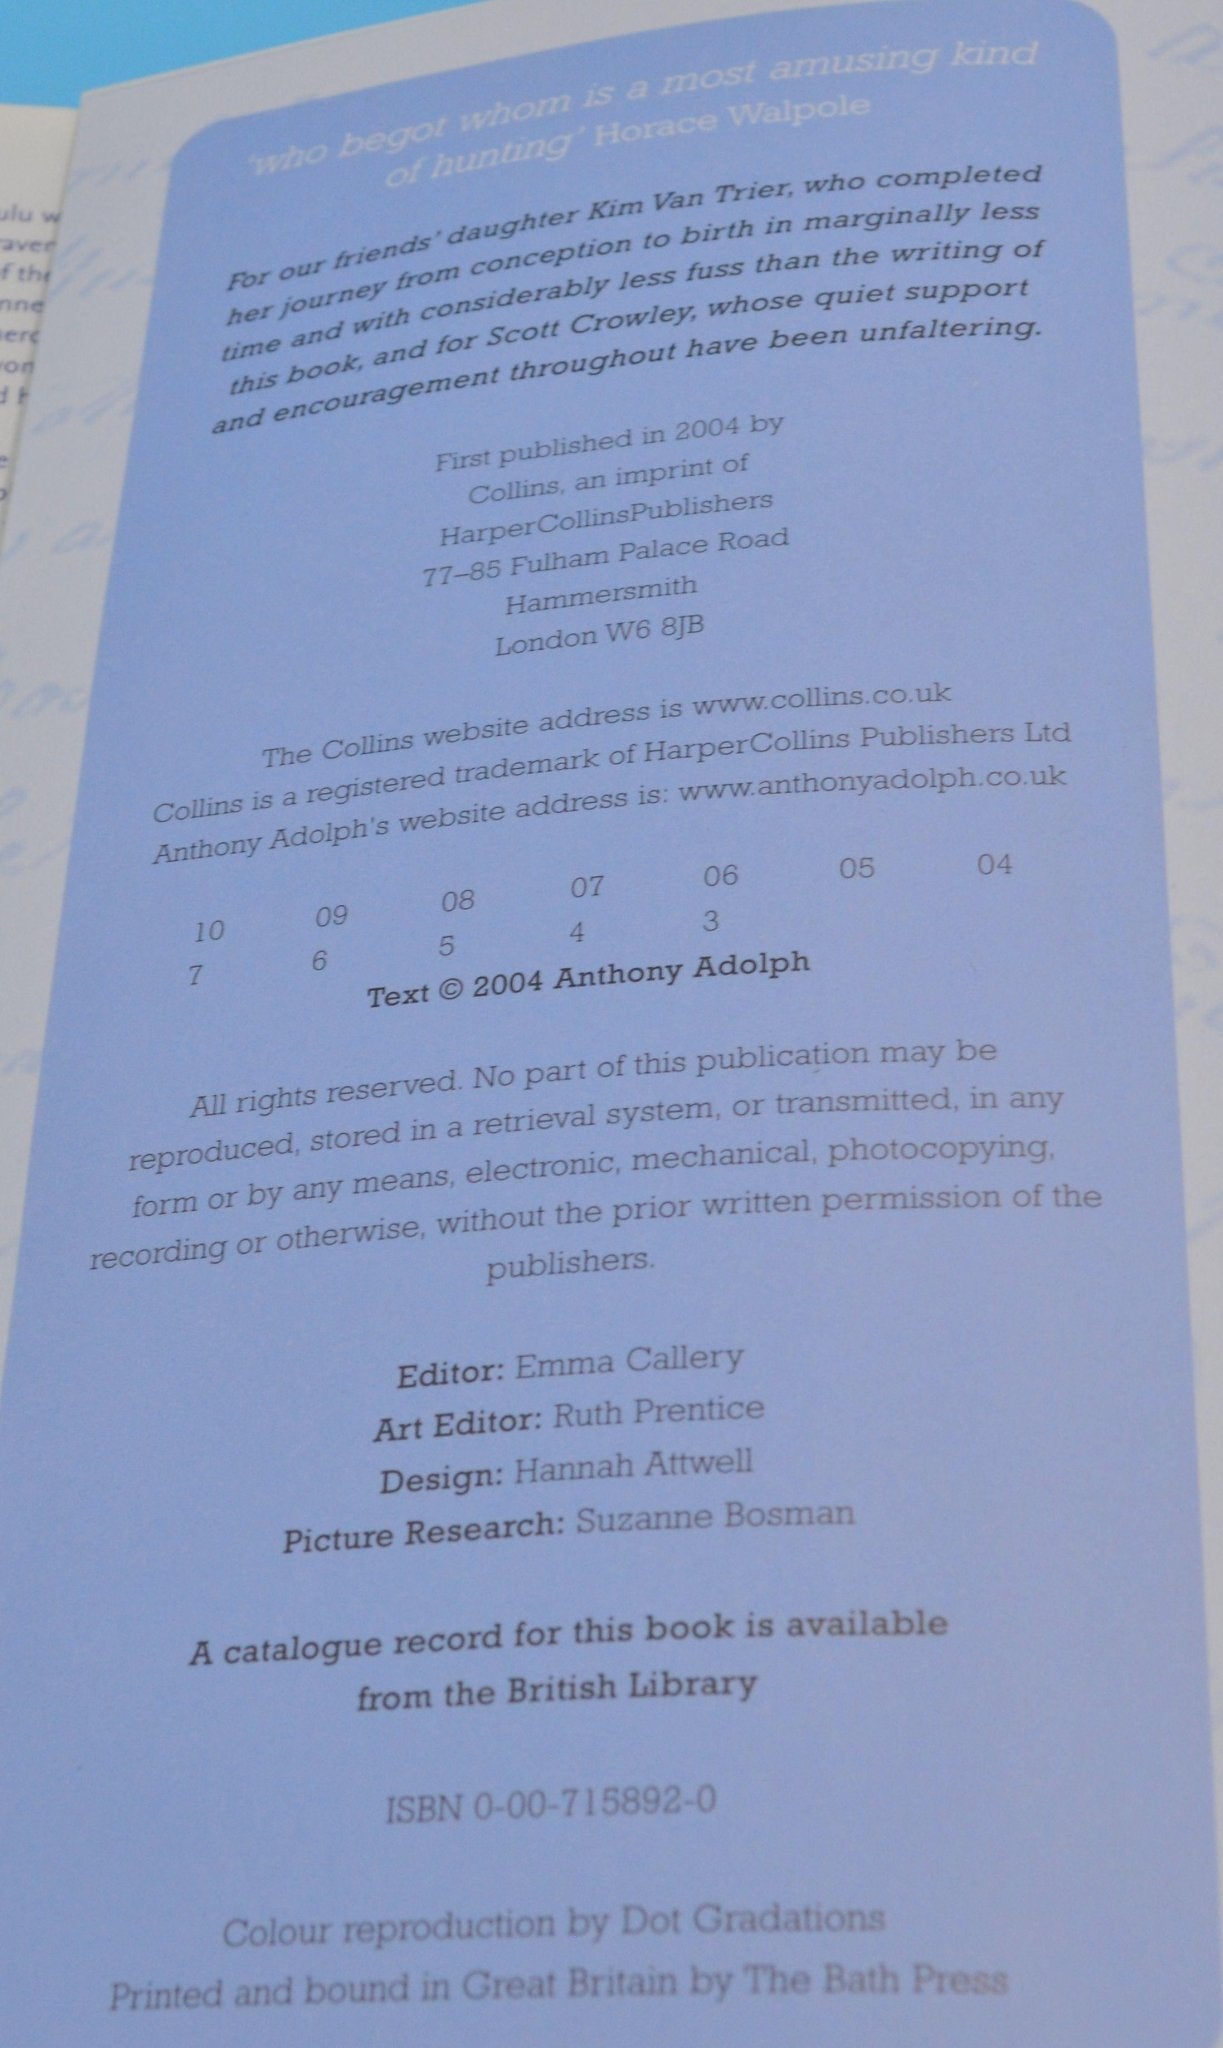 'who begot whom is a most amusing kind
of hunting' Horace Walpole
For our friends' daughter Kim Van Trier, who completed
her journey from conception to birth in marginally less
time and with considerably less fuss than the writing of
this book, and for Scott Crowley, whose quiet support
and encouragement throughout have been unfaltering.
First published in 2004 by
Collins, an imprint of
HarperCollinsPublishers
77–85 Fulham Palace Road
Hammersmith
London W6 8JB
The Collins website address is www.collins.co.uk
Collins is a registered trademark of HarperCollins Publishers Ltd
Anthony Adolph's website address is: www.anthonyadolph.co.uk
10 09 08 07 06 05 04
7 6 5 4 3
Text © 2004 Anthony Adolph
All rights reserved. No part of this publication may be
reproduced, stored in a retrieval system, or transmitted, in any
form or by any means, electronic, mechanical, photocopying,
recording or otherwise, without the prior written permission of the
publishers.
Editor: Emma Callery
Art Editor: Ruth Prentice
Design: Hannah Attwell
Picture Research: Suzanne Bosman
A catalogue record for this book is available
from the British Library
ISBN 0-00-715892-0
Colour reproduction by Dot Gradations
Printed and bound in Great Britain by The Bath Press